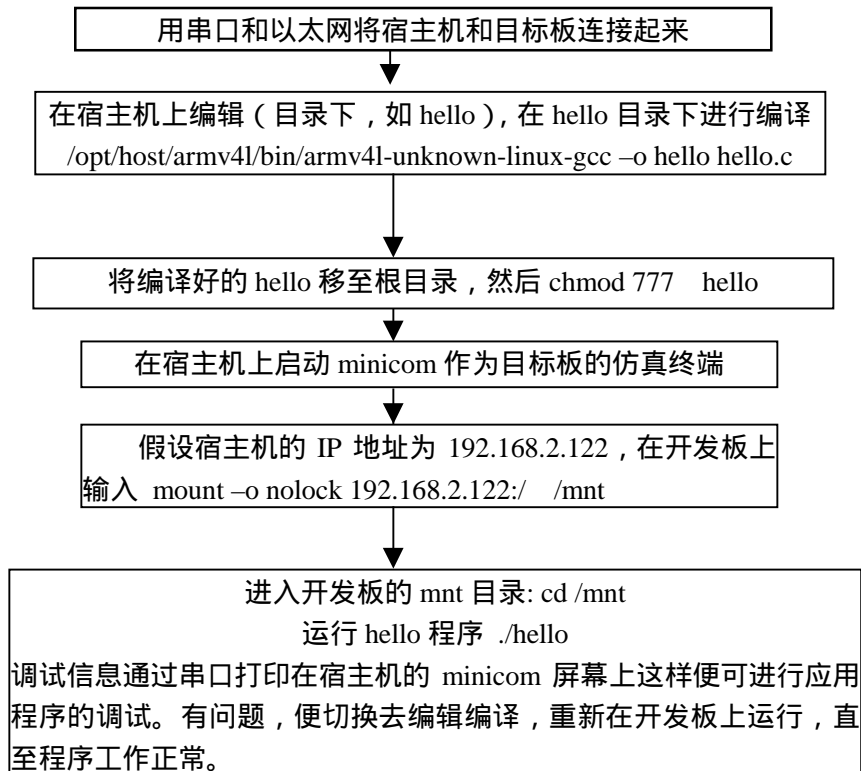 用串口和以太网将宿主机和目标板连接起来
在宿主机上编辑（目录下，如 hello），在 hello 目录下进行编译
/opt/host/armv4l/bin/armv4l-unknown-linux-gcc –o hello hello.c
将编译好的 hello 移至根目录，然后 chmod 777 hello
在宿主机上启动 minicom 作为目标板的仿真终端
假设宿主机的 IP 地址为 192.168.2.122，在开发板上
输入 mount –o nolock 192.168.2.122:/ /mnt
进入开发板的 mnt 目录: cd /mnt
运行 hello 程序 ./hello
调试信息通过串口打印在宿主机的 minicom 屏幕上这样便可进行应用
程序的调试。有问题，便切换去编辑编译，重新在开发板上运行，直
至程序工作正常。